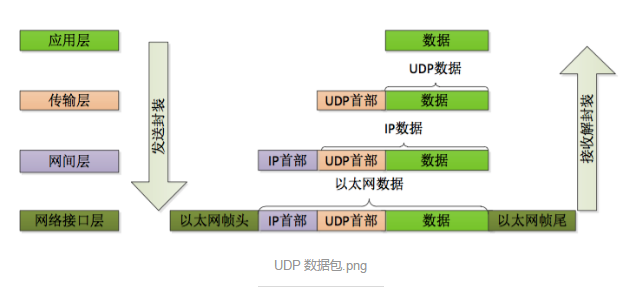 应用层 数据
UDP数据
传输层 UDP首部 数据
IP数据
网间层 IP首部 UDP首部 数据
以太网数据
网络接口层 以太网帧头 IP首部 UDP首部 数据 以太网帧尾
发送封装
接收解封装
UDP 数据包.png